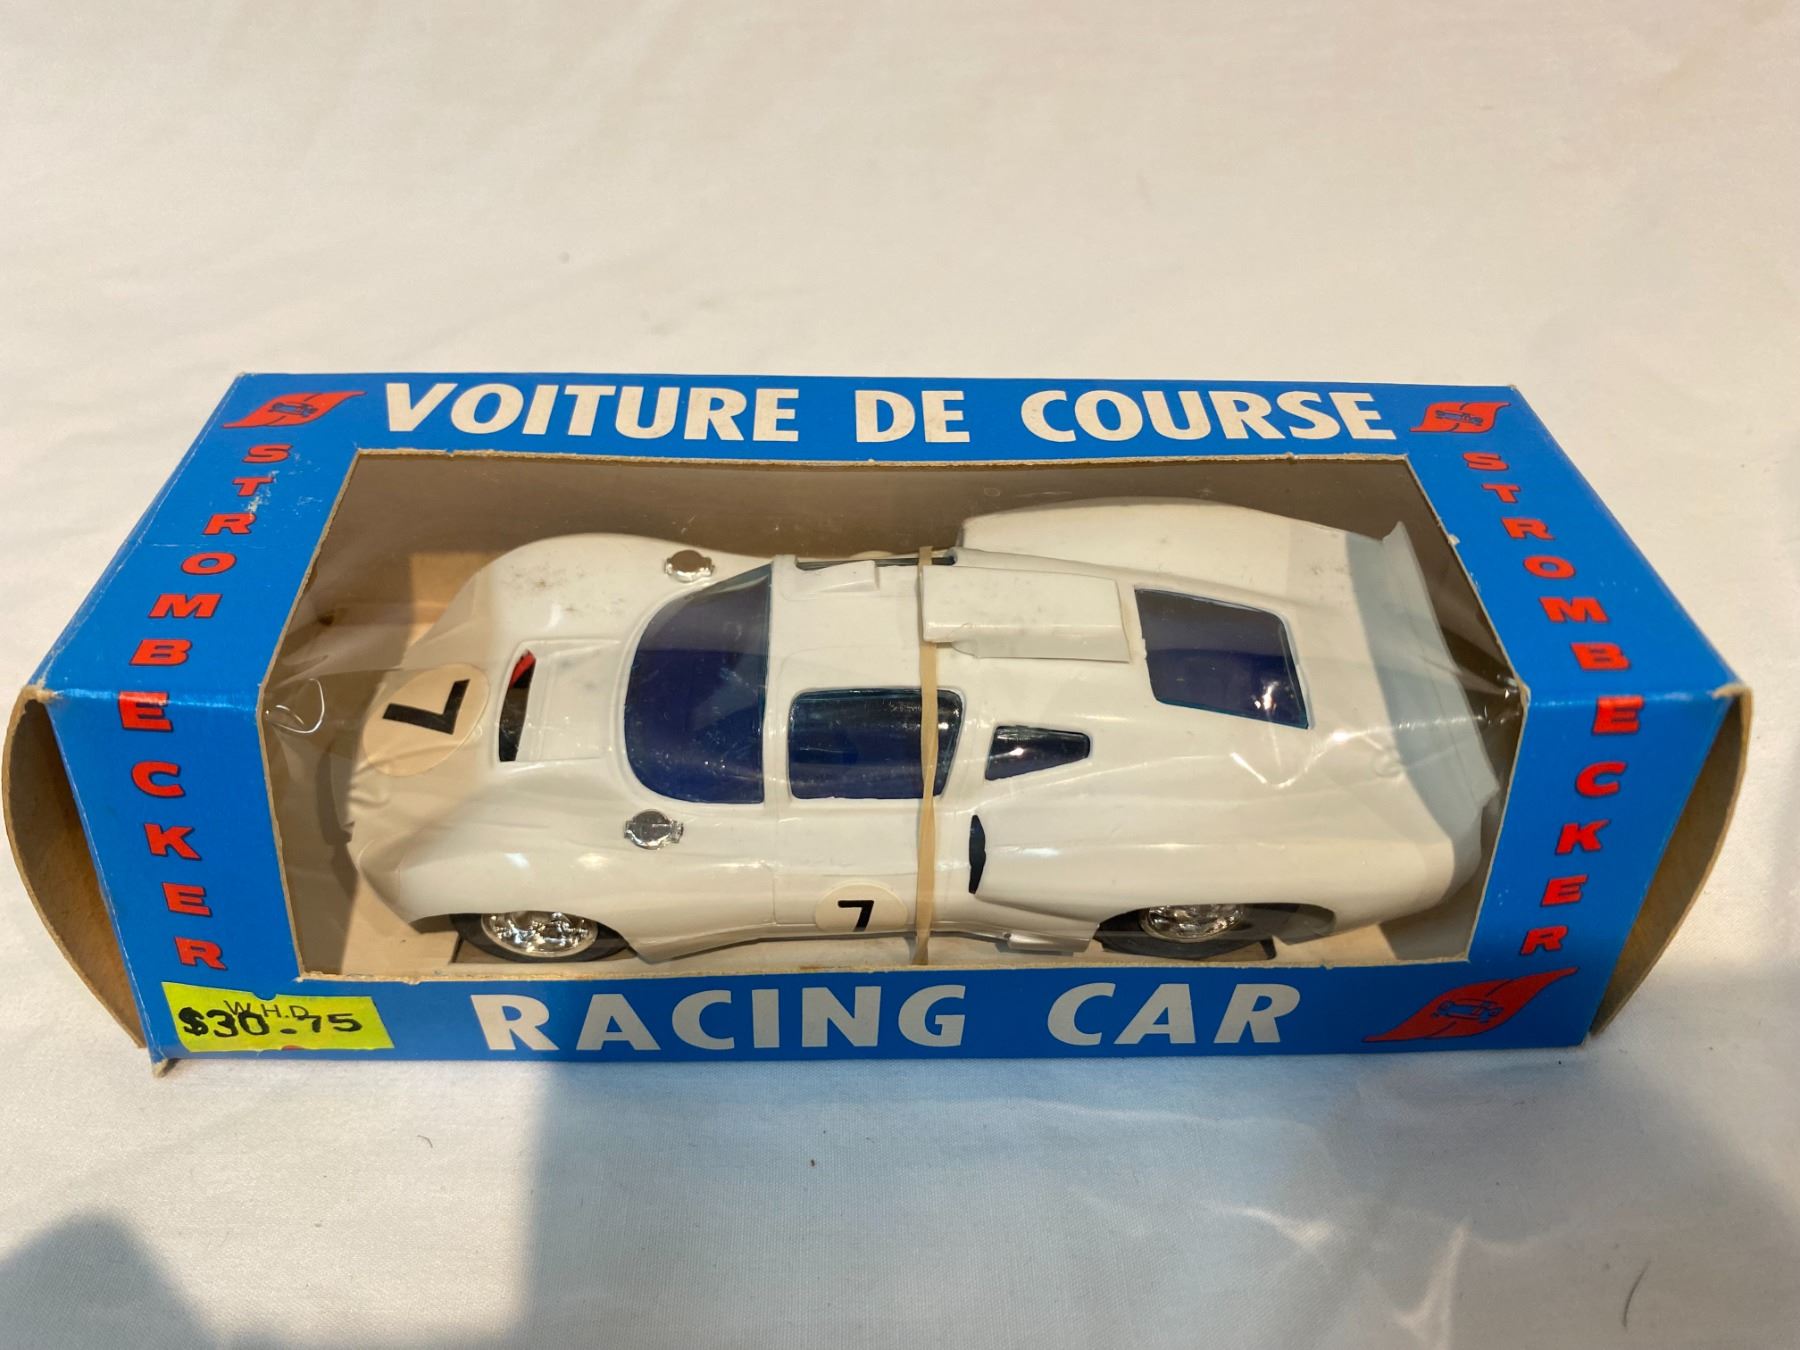 VOITURE DE COURSE
STROMBECKER
STROMBECKER
7
7
W.H.D.
$30.75
RACING CAR